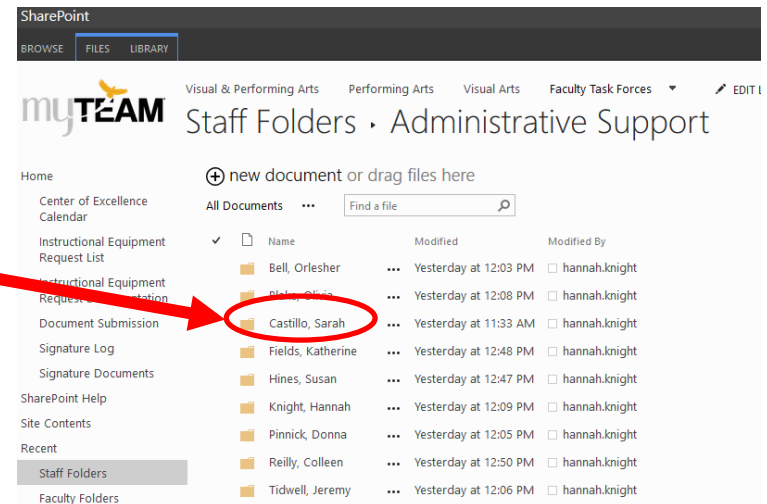 SharePoint
BROWSE FILES LIBRARY
myTEAM
Visual & Performing Arts Performing Arts Visual Arts Faculty Task Forces EDIT L
Staff Folders Administrative Support
Home
Center of Excellence
Calendar
Instructional Equipment
Request List
Instructional Equipment
Request
Document Submission
Signature Log
Signature Documents
SharePoint Help
Site Contents
Recent
Staff Folders
Faculty Folders
new document or drag files here
All Documents ••• Find a file
Name Modified Modified By
Bell, Orlesher ••• Yesterday at 12:03 PM hannah.knight
Blake, Olivia ••• Yesterday at 12:08 PM hannah.knight
Castillo, Sarah ••• Yesterday at 11:33 AM hannah.knight
Fields, Katherine ••• Yesterday at 12:48 PM hannah.knight
Hines, Susan ••• Yesterday at 12:47 PM hannah.knight
Knight, Hannah ••• Yesterday at 12:09 PM hannah.knight
Pinnick, Donna ••• Yesterday at 12:05 PM hannah.knight
Reilly, Colleen ••• Yesterday at 12:50 PM hannah.knight
Tidwell, Jeremy ••• Yesterday at 12:06 PM hannah.knight